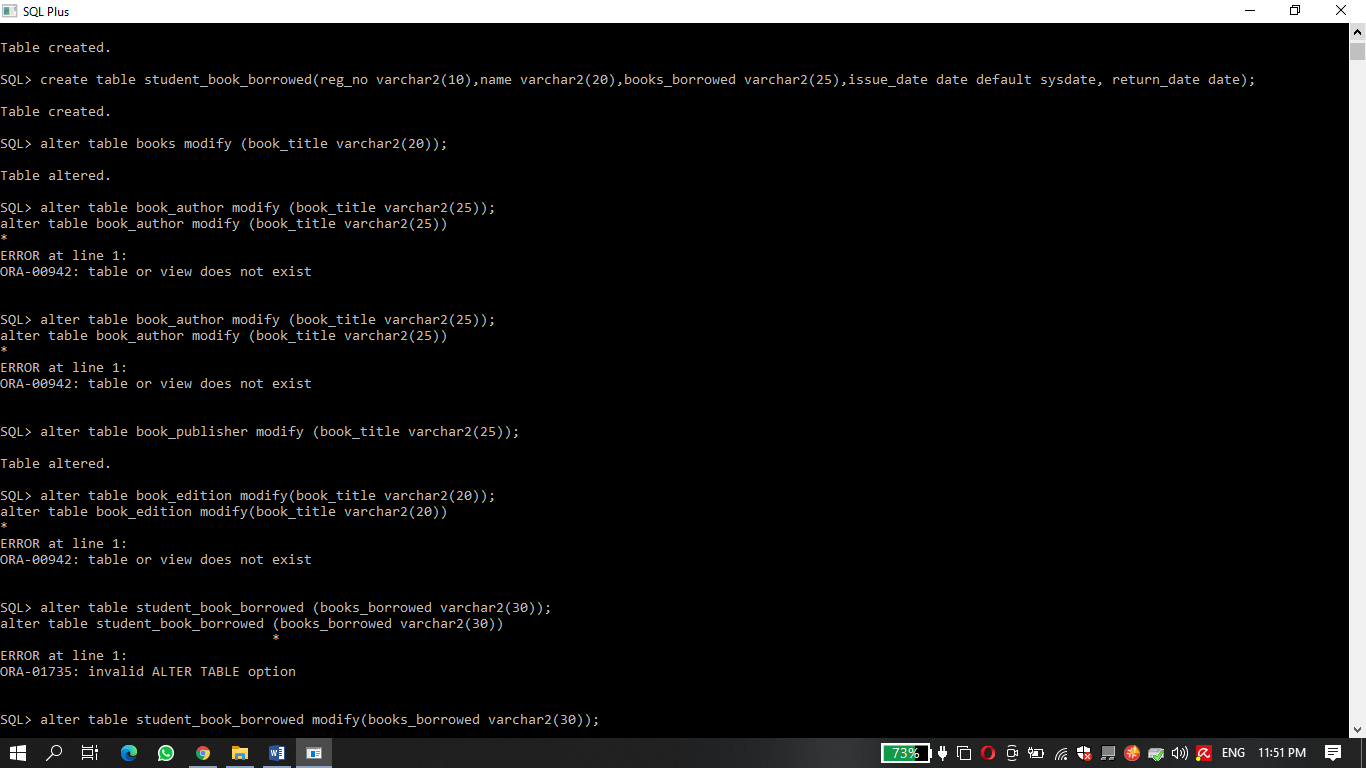 SQL Plus
Table created.
SQL> create table student_book_borrowed(reg_no varchar2(10),name varchar2(20),books_borrowed varchar2(25),issue_date date default sysdate, return_date date);
Table created.
SQL> alter table books modify (book_title varchar2(20));
Table altered.
SQL> alter table book_author modify (book_title varchar2(25));
alter table book_author modify (book_title varchar2(25))
*
ERROR at line 1:
ORA-00942: table or view does not exist
SQL> alter table book_author modify (book_title varchar2(25));
alter table book_author modify (book_title varchar2(25))
*
ERROR at line 1:
ORA-00942: table or view does not exist
SQL> alter table book_publisher modify (book_title varchar2(25));
Table altered.
SQL> alter table book_edition modify(book_title varchar2(20));
alter table book_edition modify(book_title varchar2(20))
*
ERROR at line 1:
ORA-00942: table or view does not exist
SQL> alter table student_book_borrowed (books_borrowed varchar2(30));
alter table student_book_borrowed (books_borrowed varchar2(30))
*
ERROR at line 1:
ORA-01735: invalid ALTER TABLE option
SQL> alter table student_book_borrowed modify(books_borrowed varchar2(30));
73% ENG 11:51 PM